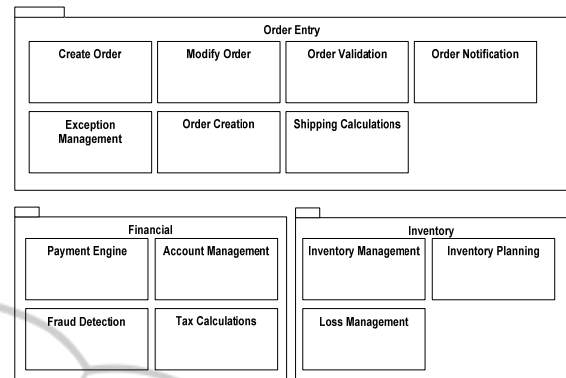 Order Entry
Create Order
Modify Order
Order Validation
Order Notification
Exception
Management
Order Creation
Shipping Calculations
Financial
Payment Engine
Account Management
Fraud Detection
Tax Calculations
Inventory
Inventory Management
Inventory Planning
Loss Management